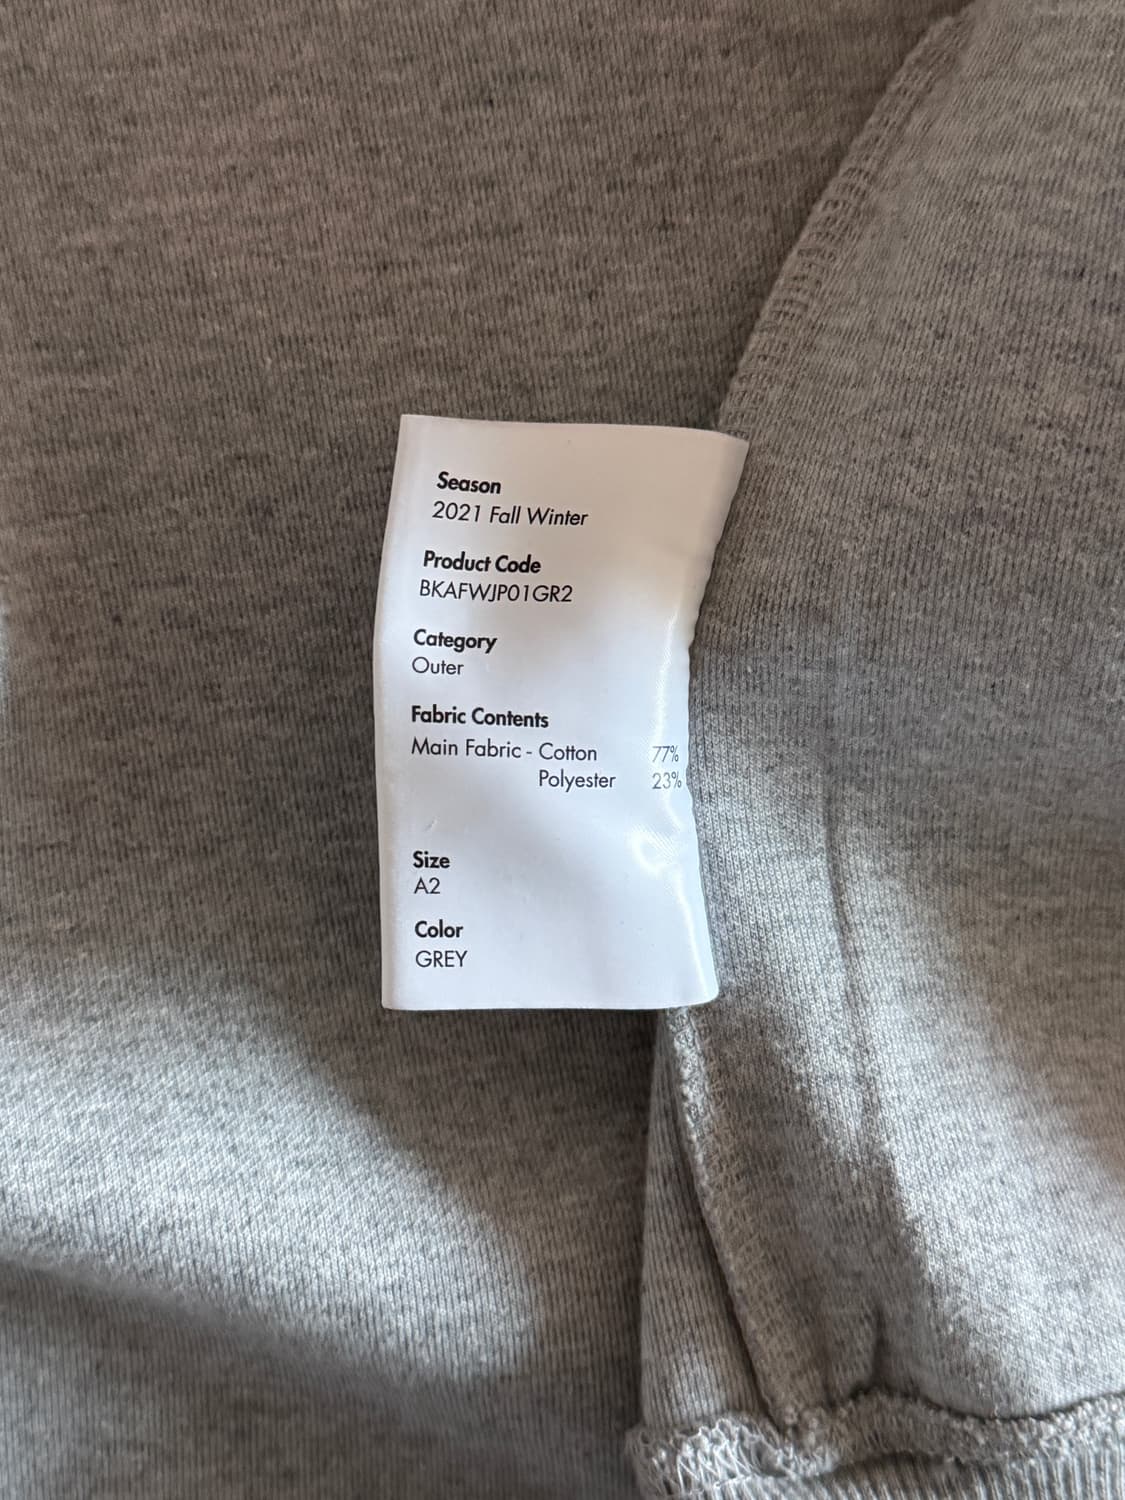 Season
2021 Fall Winter
Product Code
BKAFWJP01GR2
Category
Outer
Fabric Contents
Main Fabric - Cotton 77%
Polyester 23%
Size
A2
Color
GREY